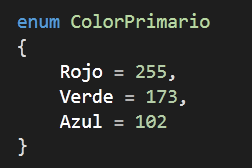 enum ColorPrimario
{
Rojo = 255,
Verde = 173,
Azul = 102
}